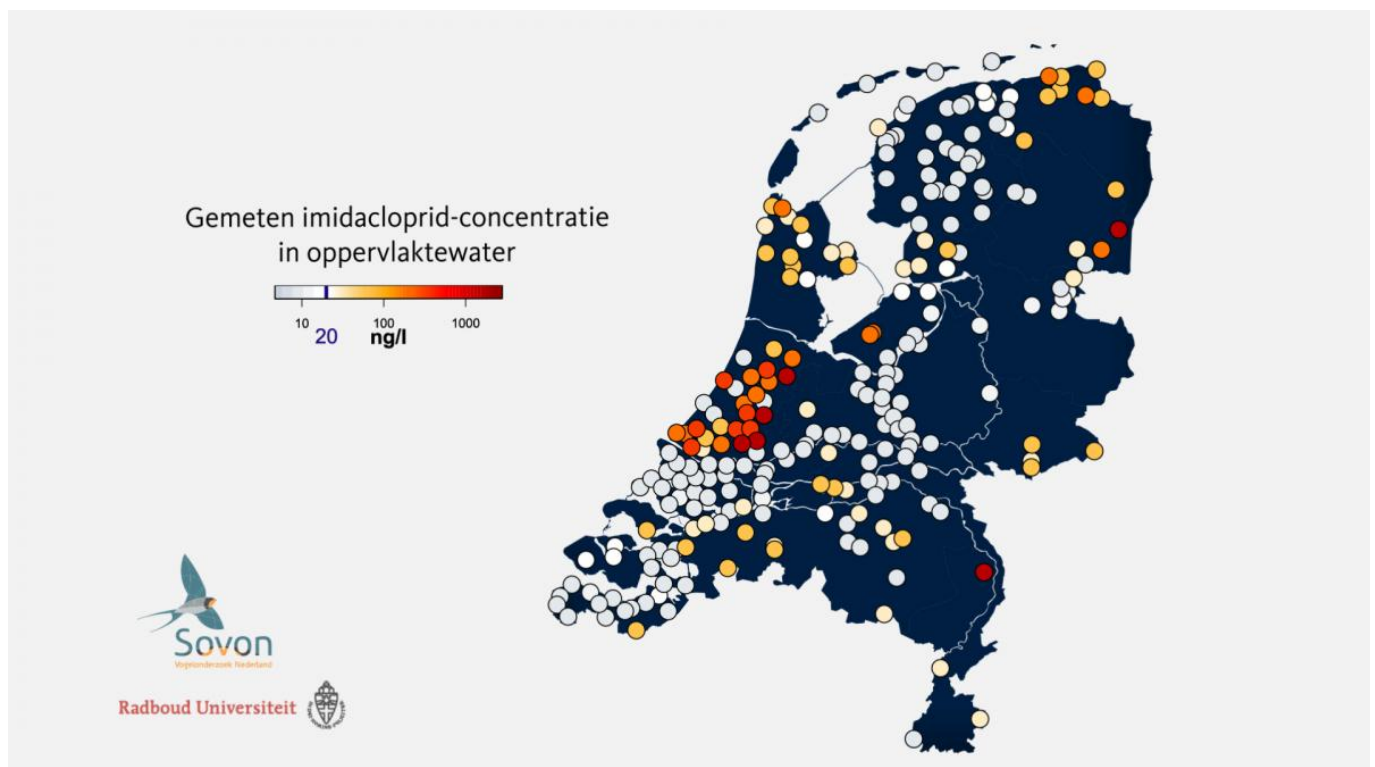 Gemeten imidacloprid-concentratie
in oppervlaktewater
10 100 1000
20 ng/l
Sovon
Vogelonderzoek Nederland
Radboud Universiteit